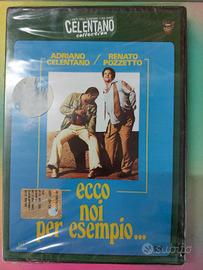 CELENTANO
collection
ADRIANO CELENTANO / RENATO POZZETTO
ecco
noi
per esempio...
Subito